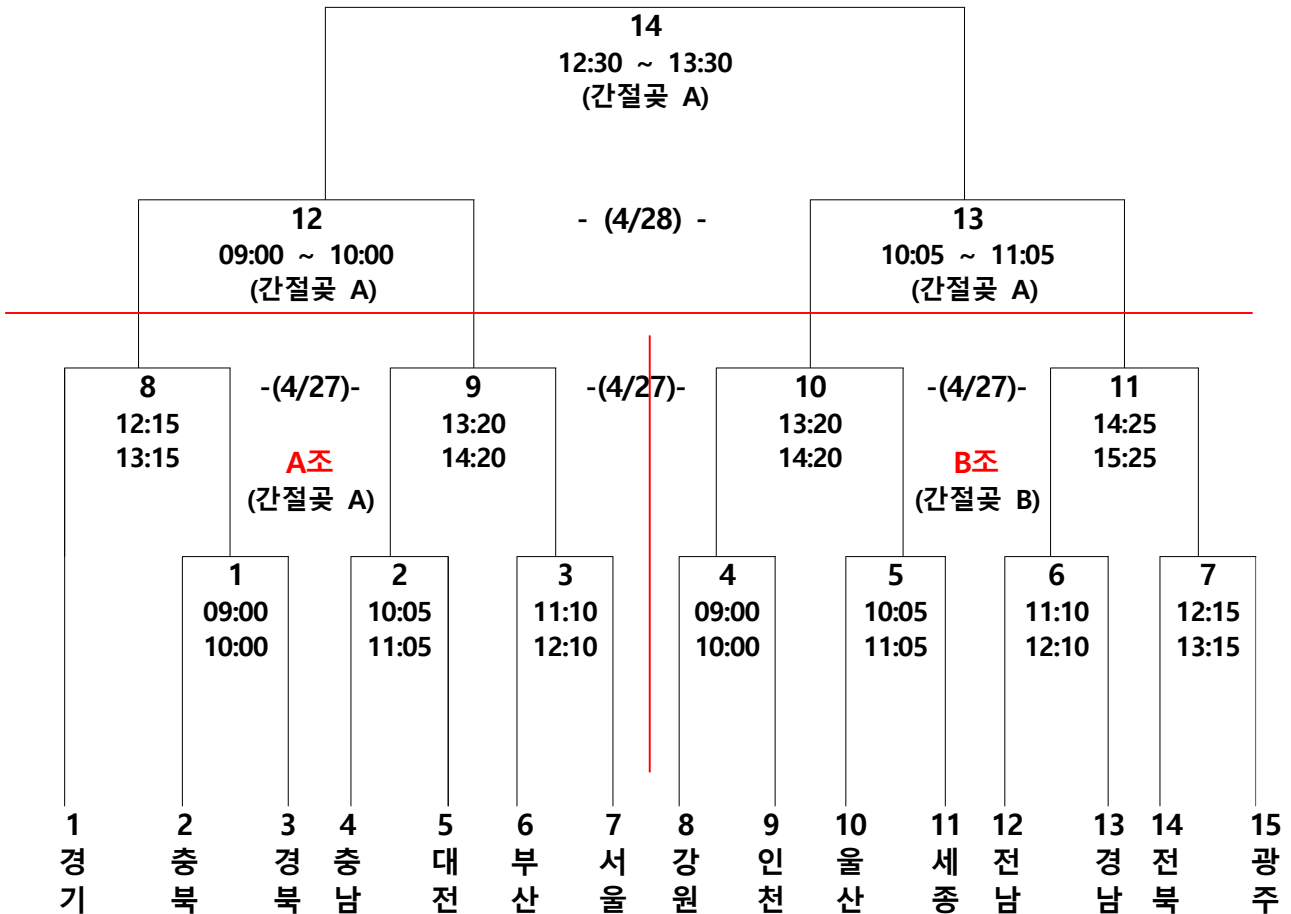 14
12:30 ~ 13:30
(간절곶 A)
12 - (4/28) - 13
09:00 ~ 10:00 10:05 ~ 11:05
(간절곶 A) (간절곶 A)
8 -(4/27)- 9 -(4/27)- 10 -(4/27)- 11
12:15 13:20 13:20 14:25
13:15 A조 14:20 14:20 B조 15:25
(간절곶 A) (간절곶 B)
1 2 3 4 5 6 7
09:00 10:05 11:10 09:00 10:05 11:10 12:15
10:00 11:05 12:10 10:00 11:05 12:10 13:15
1 2 3 4 5 6 7 8 9 10 11 12 13 14 15
경 충 경 충 대 부 서 강 인 울 세 전 경 전 광
기 북 북 남 전 산 울 원 천 산 종 남 남 북 주